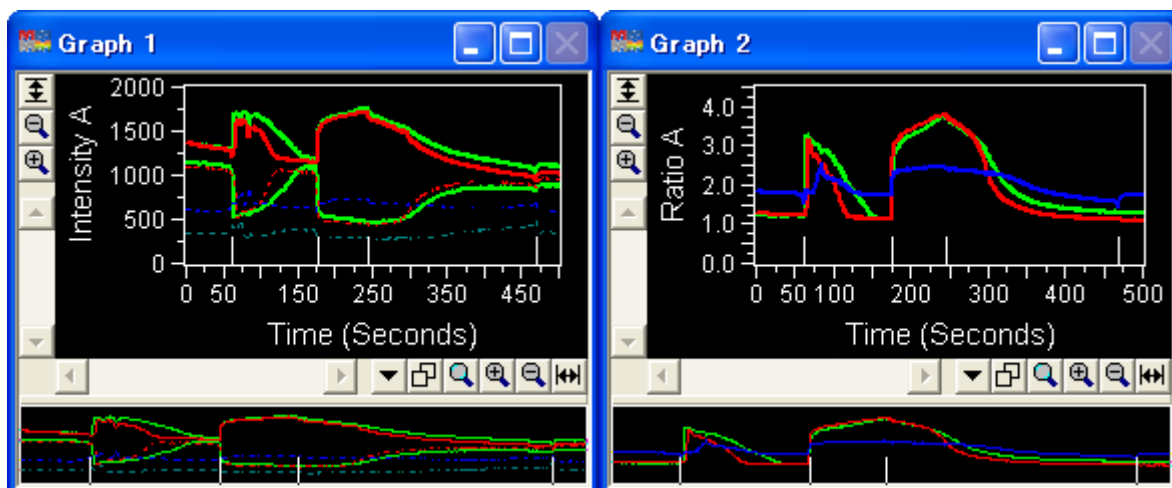 Graph 1
2000
1500
1000
500
0
Intensity A
0 50 150 250 350 450
Time (Seconds)
Graph 2
4.0
3.0
2.0
1.0
0.0
Ratio A
0 50 100 200 300 400 500
Time (Seconds)